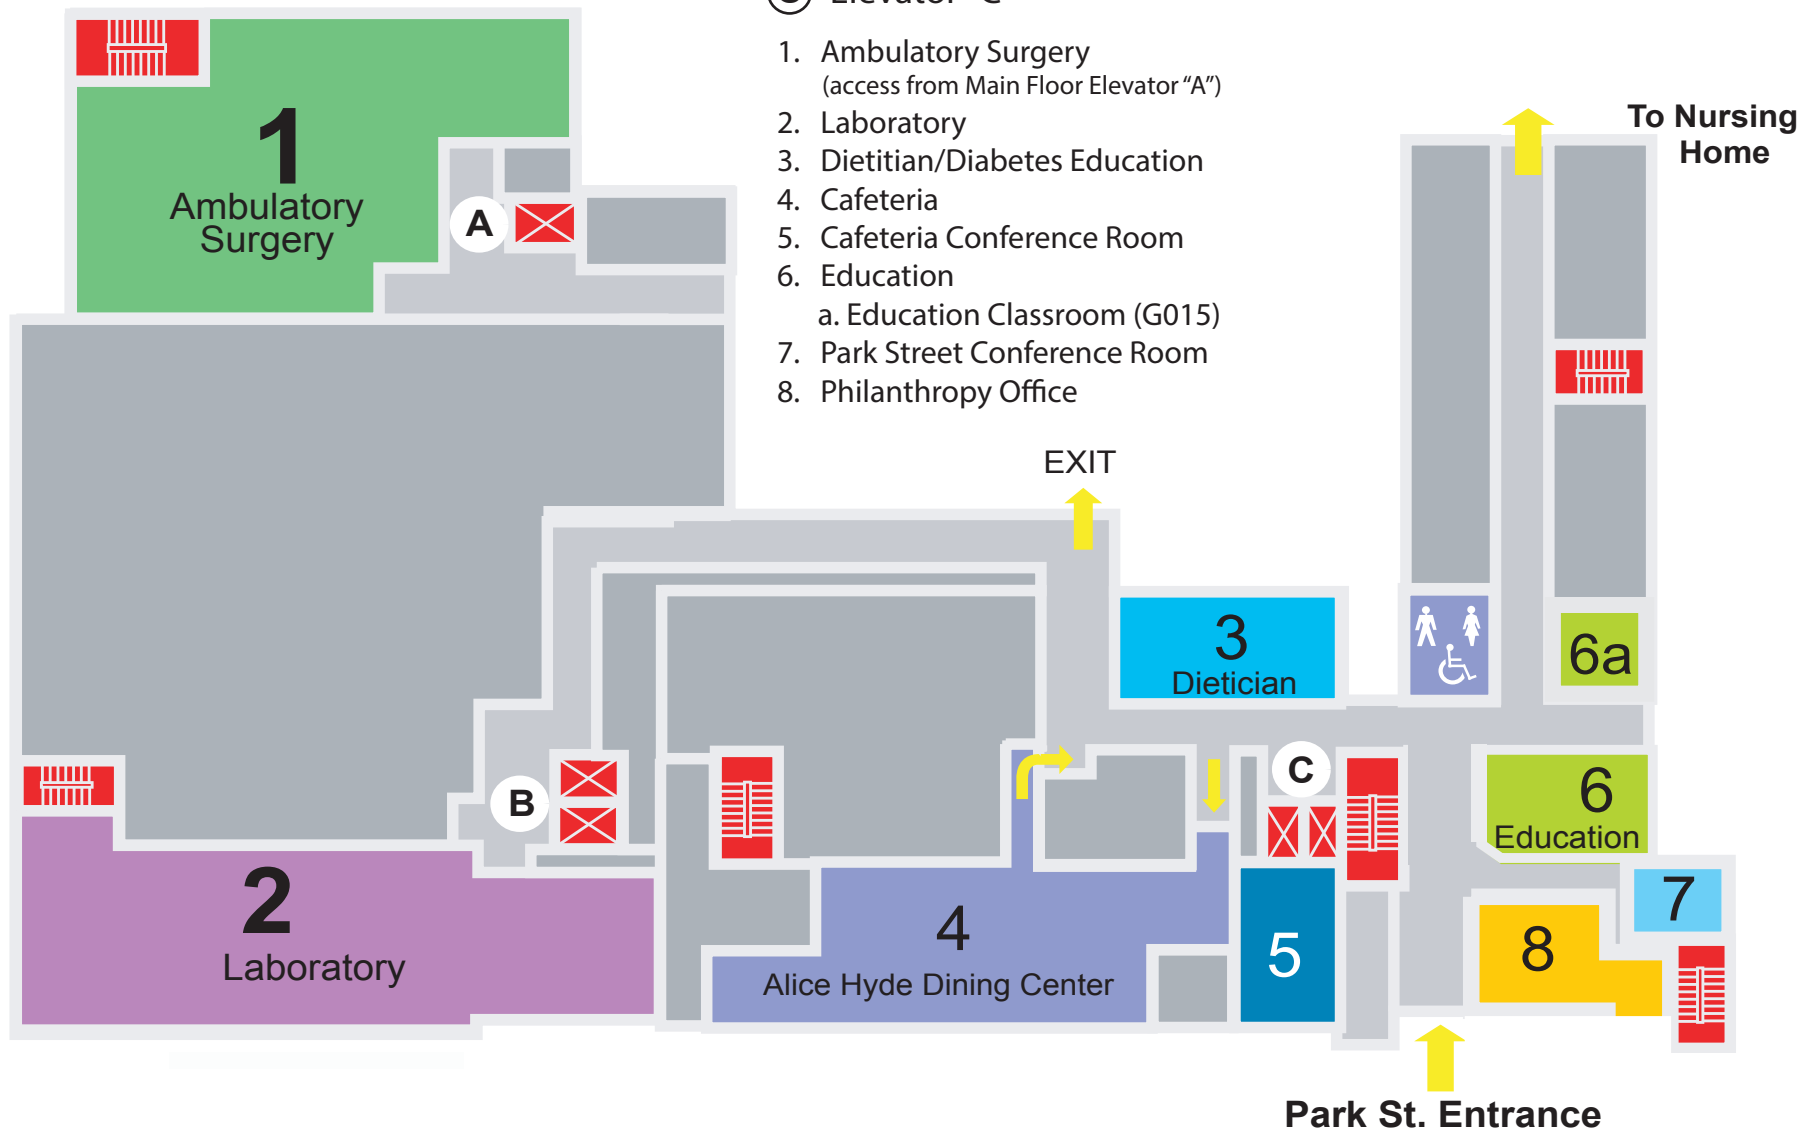 C Elevator "C"
1. Ambulatory Surgery
(access from Main Floor Elevator “A”)
2. Laboratory
3. Dietitian/Diabetes Education
4. Cafeteria
5. Cafeteria Conference Room
6. Education
a. Education Classroom (G015)
7. Park Street Conference Room
8. Philanthropy Office
To Nursing
Home
1
Ambulatory
Surgery
A
EXIT
3
Dietician
6a
B
C
6
Education
2
Laboratory
4
Alice Hyde Dining Center
5
7
8
Park St. Entrance